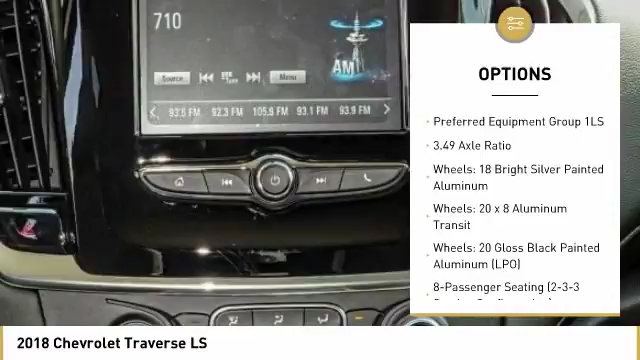 710
AM
Source
Menu
93.5 FM 92.3 FM 105.9 FM 93.1 FM 93.9 FM
OPTIONS
Preferred Equipment Group 1LS
3.49 Axle Ratio
Wheels: 18 Bright Silver Painted
Aluminum
Wheels: 20 x 8 Aluminum
Transit
Wheels: 20 Gloss Black Painted
Aluminum (LPO)
8-Passenger Seating (2-3-3
2018 Chevrolet Traverse LS